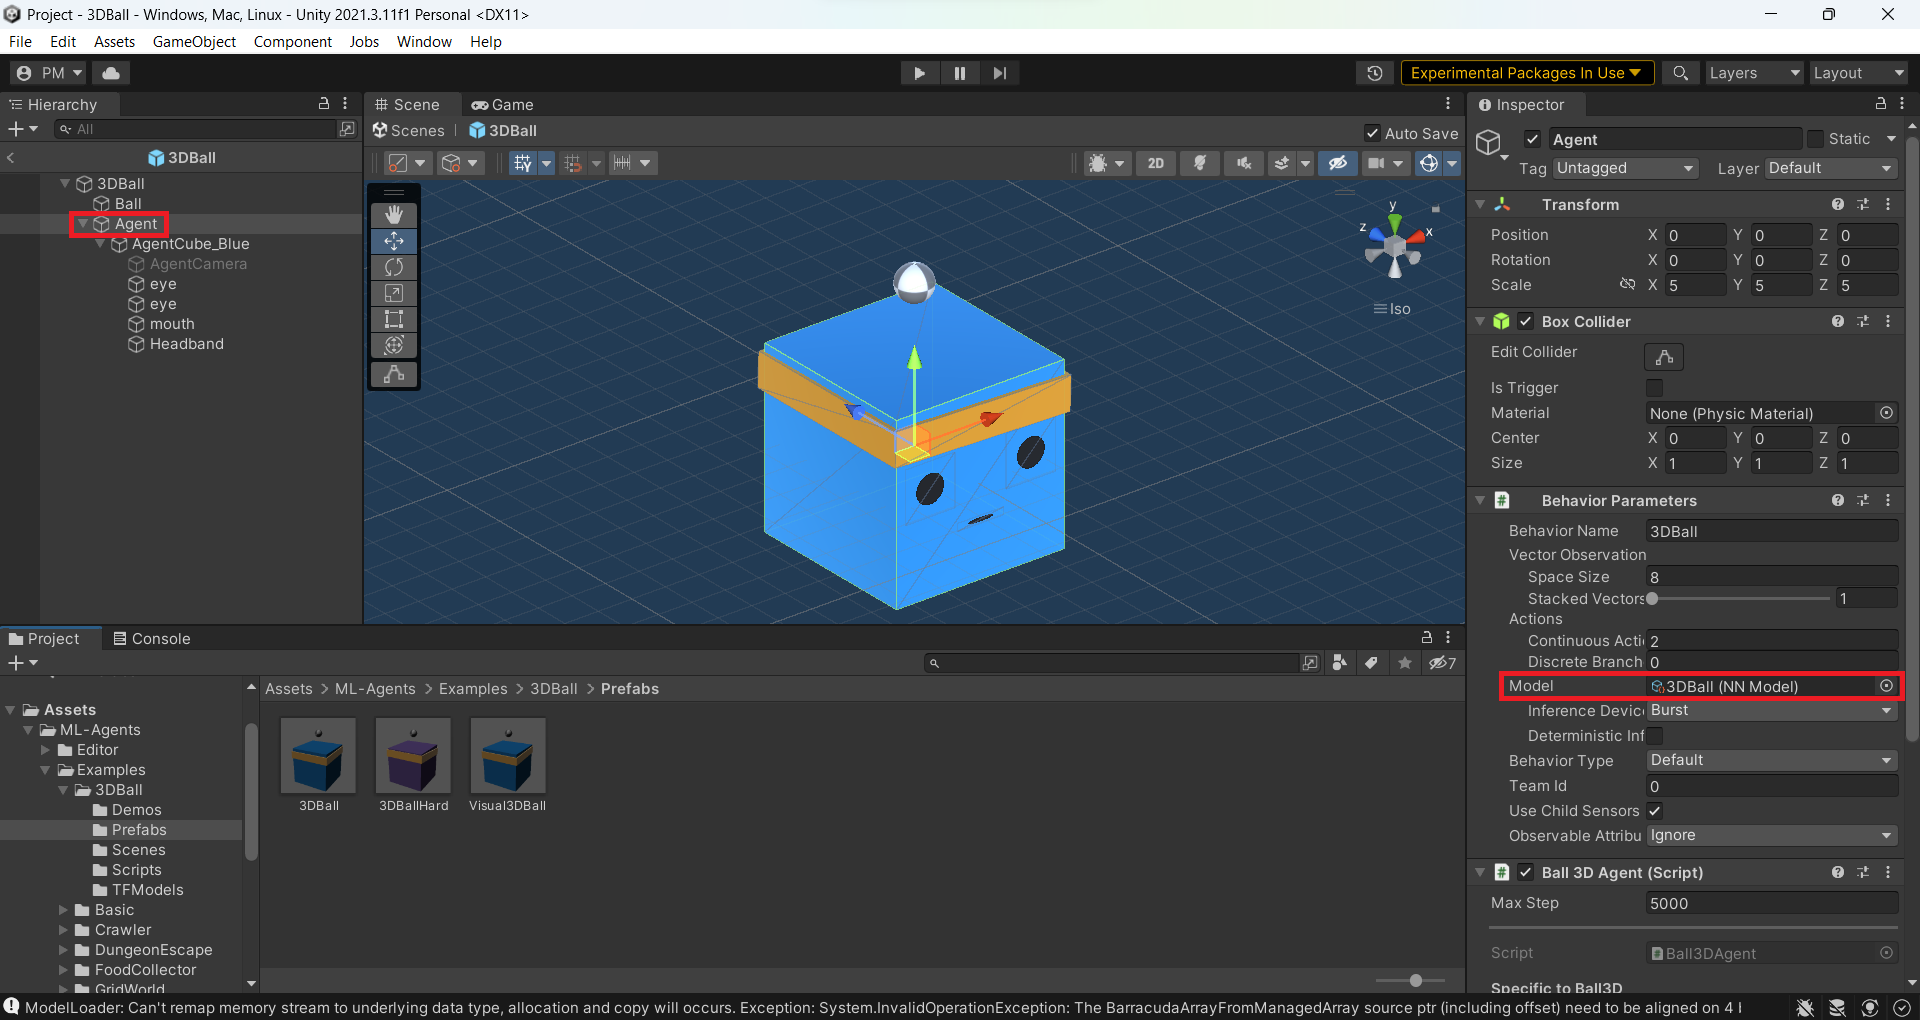 Project - 3DBall - Windows, Mac, Linux - Unity 2021.3.11f1 Personal <DX11>
File Edit Assets GameObject Component Jobs Window Help
PM Experimental Packages In Use Layers Layout
Hierarchy
All
3DBall
3DBall
Ball
Agent
AgentCube_Blue
AgentCamera
eye
eye
mouth
Headband
Scene Game
Scenes 3DBall Auto Save
2D
y
z x
Iso
Inspector
Agent Static
Tag Untagged Layer Default
Transform
Position X 0 Y 0 Z 0
Rotation X 0 Y 0 Z 0
Scale X 5 Y 5 Z 5
Box Collider
Edit Collider
Is Trigger
Material None (Physic Material)
Center X 0 Y 0 Z 0
Size X 1 Y 1 Z 1
Behavior Parameters
Behavior Name 3DBall
Vector Observation
Space Size 8
Stacked Vectors 1
Actions
Continuous Acti 2
Discrete Branch 0
Model 3DBall (NN Model)
Inference Devic Burst
Deterministic Inf
Behavior Type Default
Team Id 0
Use Child Sensors
Observable Attribu Ignore
Ball 3D Agent (Script)
Max Step 5000
Script Ball3DAgent
Specific to Ball3D
Project Console
7
Assets > ML-Agents > Examples > 3DBall > Prefabs
Assets
ML-Agents
Editor
Examples
3DBall
Demos
Prefabs
Scenes
Scripts
TFModels
Basic
Crawler
DungeonEscape
FoodCollector
GridWorld
3DBall 3DBallHard Visual3DBall
ModelLoader: Can't remap memory stream to underlying data type, allocation and copy will occurs. Exception: System.InvalidOperationException: The BarracudaArrayFromManagedArray source ptr (including offset) need to be aligned on 4